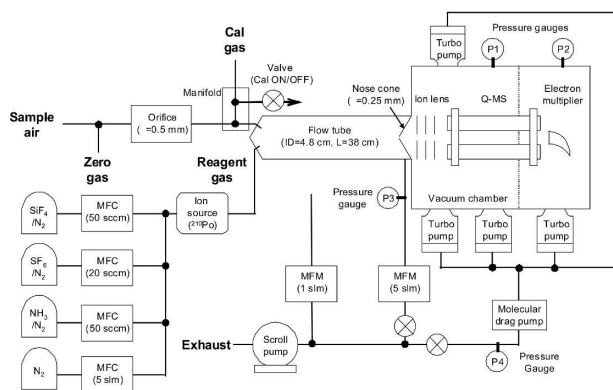 Cal
gas
Valve
(Cal ON/OFF)
Manifold
Sample
air
Orifice
( =0.5 mm)
Zero
gas
Reagent
gas
Flow tube
(ID=4.8 cm, L=38 cm)
Nose cone
( =0.25 mm)
Turbo
pump
Pressure gauges
P1
P2
Ion lens
Q-MS
Electron
multiplier
Vacuum chamber
Pressure
gauge
P3
Turbo
pump
Turbo
pump
Turbo
pump
SiF4
/N2
MFC
(50 sccm)
Ion
source
(210Po)
SF6
/N2
MFC
(20 sccm)
NH3
/N2
MFC
(50 sccm)
N2
MFC
(5 slm)
MFM
(1 slm)
MFM
(5 slm)
Molecular
drag pump
Exhaust
Scroll
pump
P4
Pressure
Gauge